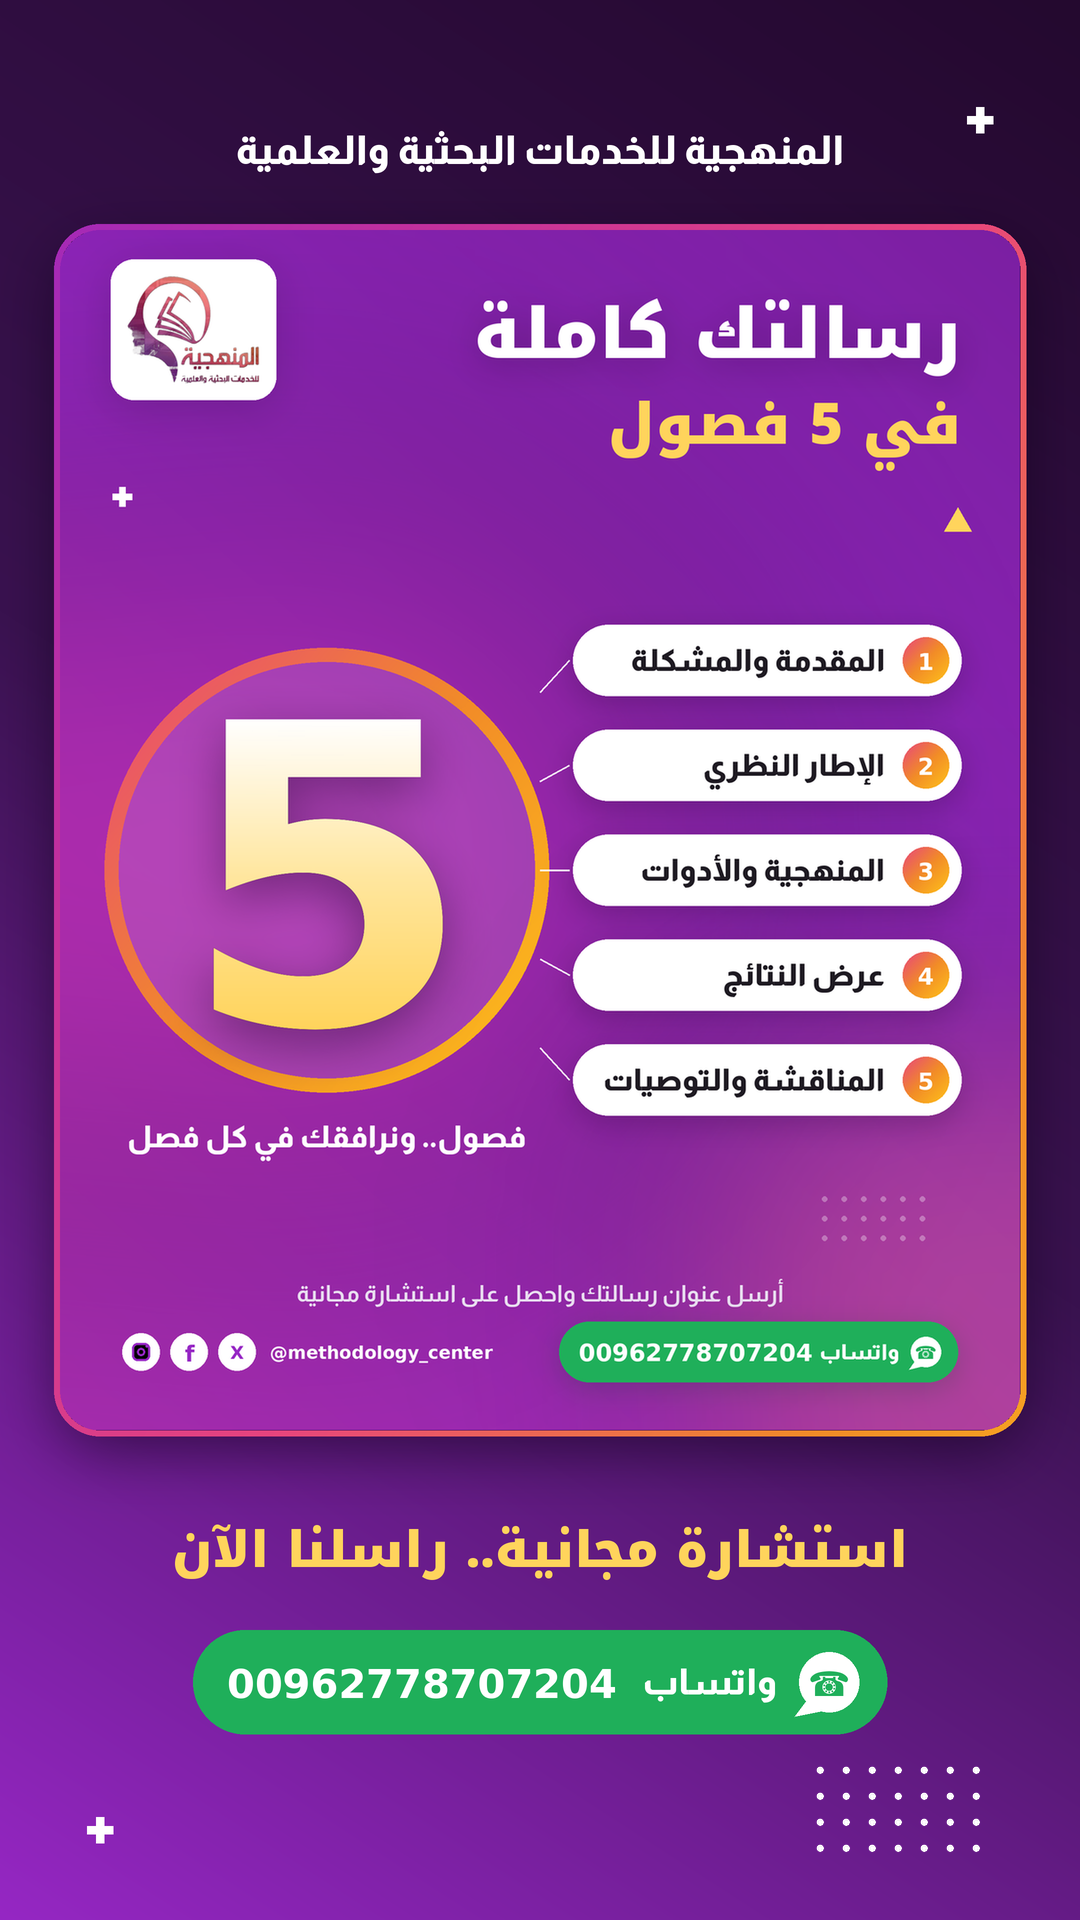 المنهجية للخدمات البحثية والعلمية
رسالتك كاملة
في 5 فصول
المنهجية
للخدمات البحثية والعلمية
1 المقدمة والمشكلة
2 الإطار النظري
3 المنهجية والأدوات
4 عرض النتائج
5 المناقشة والتوصيات
5
فصول.. ونرافقك في كل فصل
أرسل عنوان رسالتك واحصل على استشارة مجانية
واتساب 00962778707204
@methodology_center X f
استشارة مجانية.. راسلنا الآن
واتساب 00962778707204